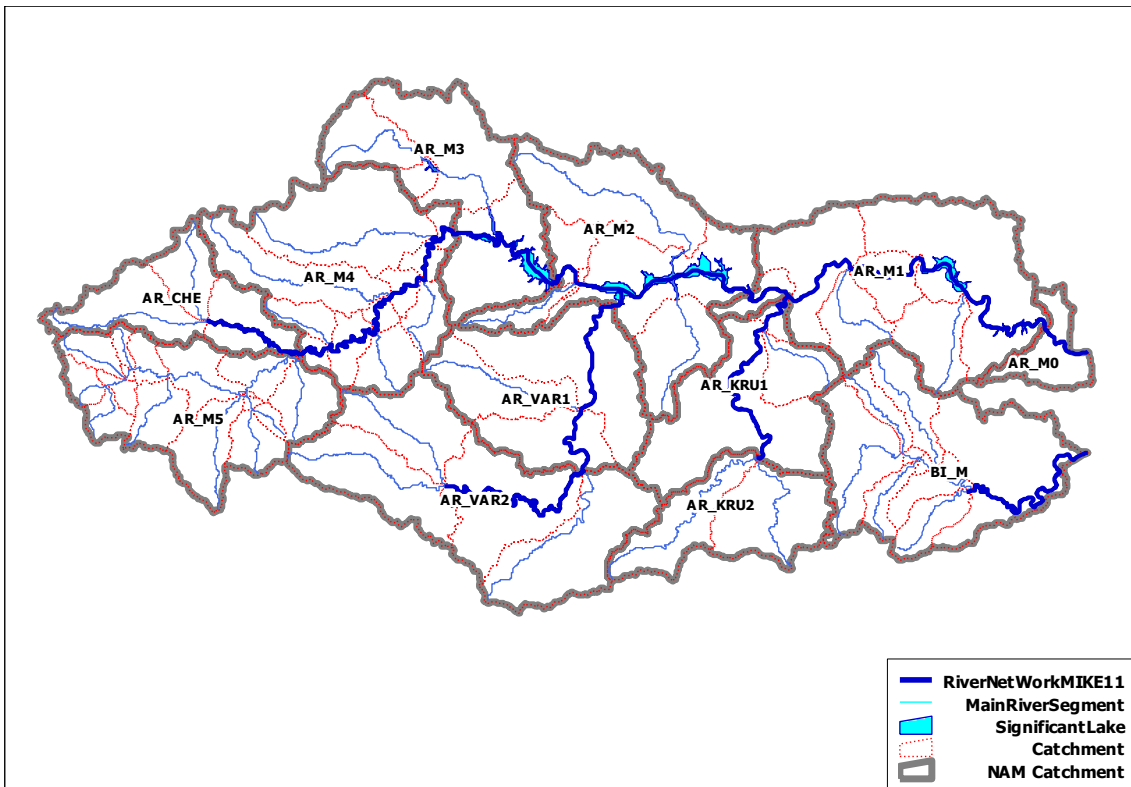 AR_M3
AR_M2
AR_M4
AR_M1
AR_CHE
AR_M0
AR_KRU1
AR_VAR1
AR_M5
BI_M
AR_VAR2
AR_KRU2
RiverNetWorkMIKE11
MainRiverSegment
SignificantLake
Catchment
NAM Catchment